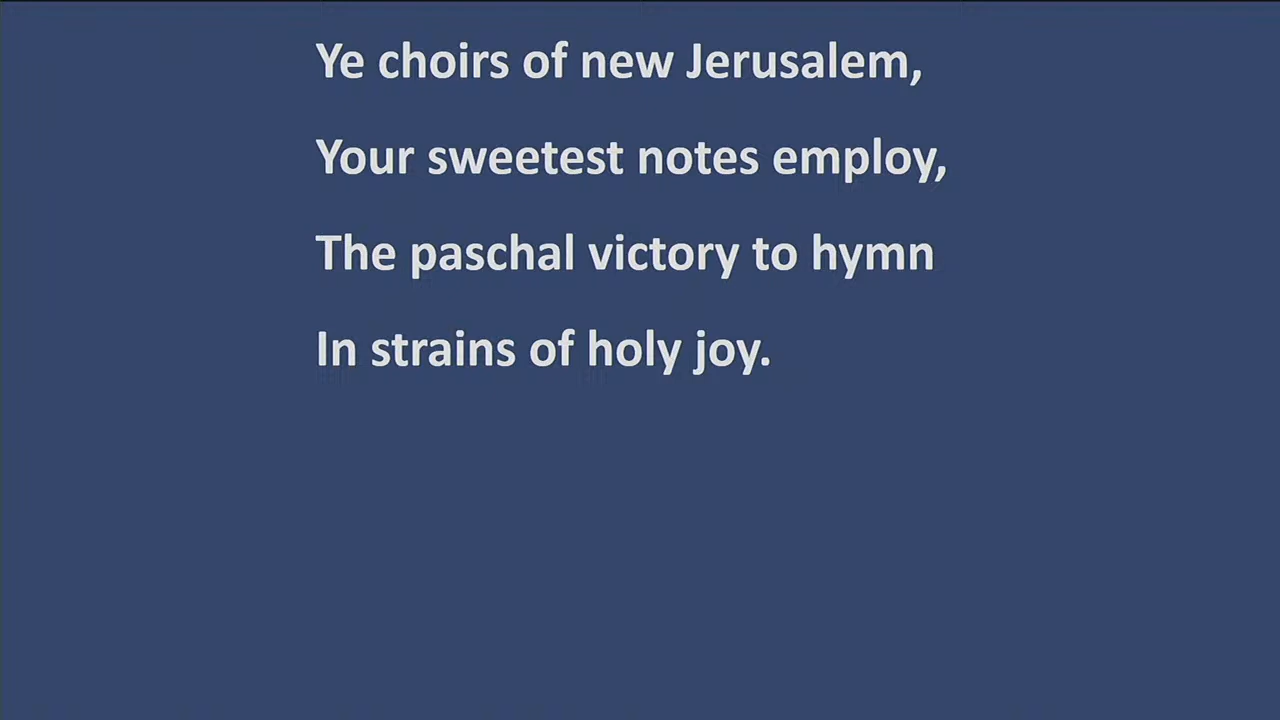 Ye choirs of new Jerusalem,
Your sweetest notes employ,
The paschal victory to hymn
In strains of holy joy.